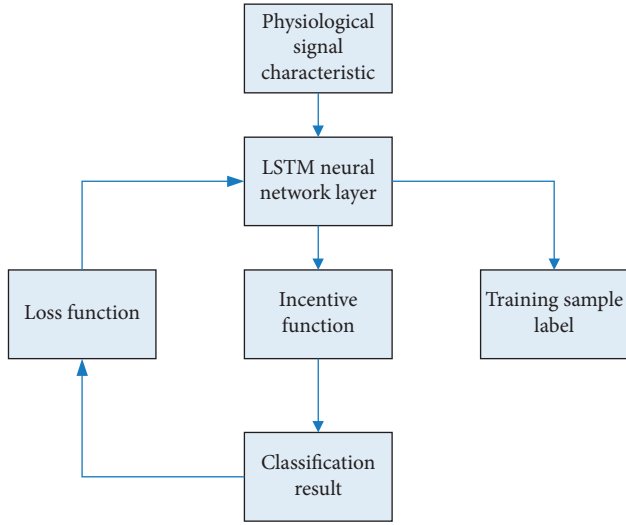 Physiological
signal
characteristic
LSTM neural
network layer
Loss function
Incentive
function
Training sample
label
Classification
result